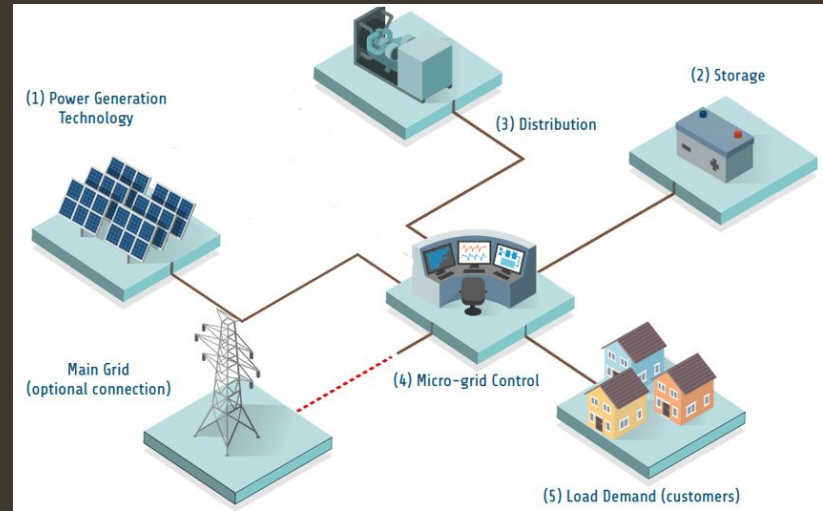 (1) Power Generation
Technology
(2) Storage
(3) Distribution
Main Grid
(optional connection)
(4) Micro-grid Control
(5) Load Demand (customers)